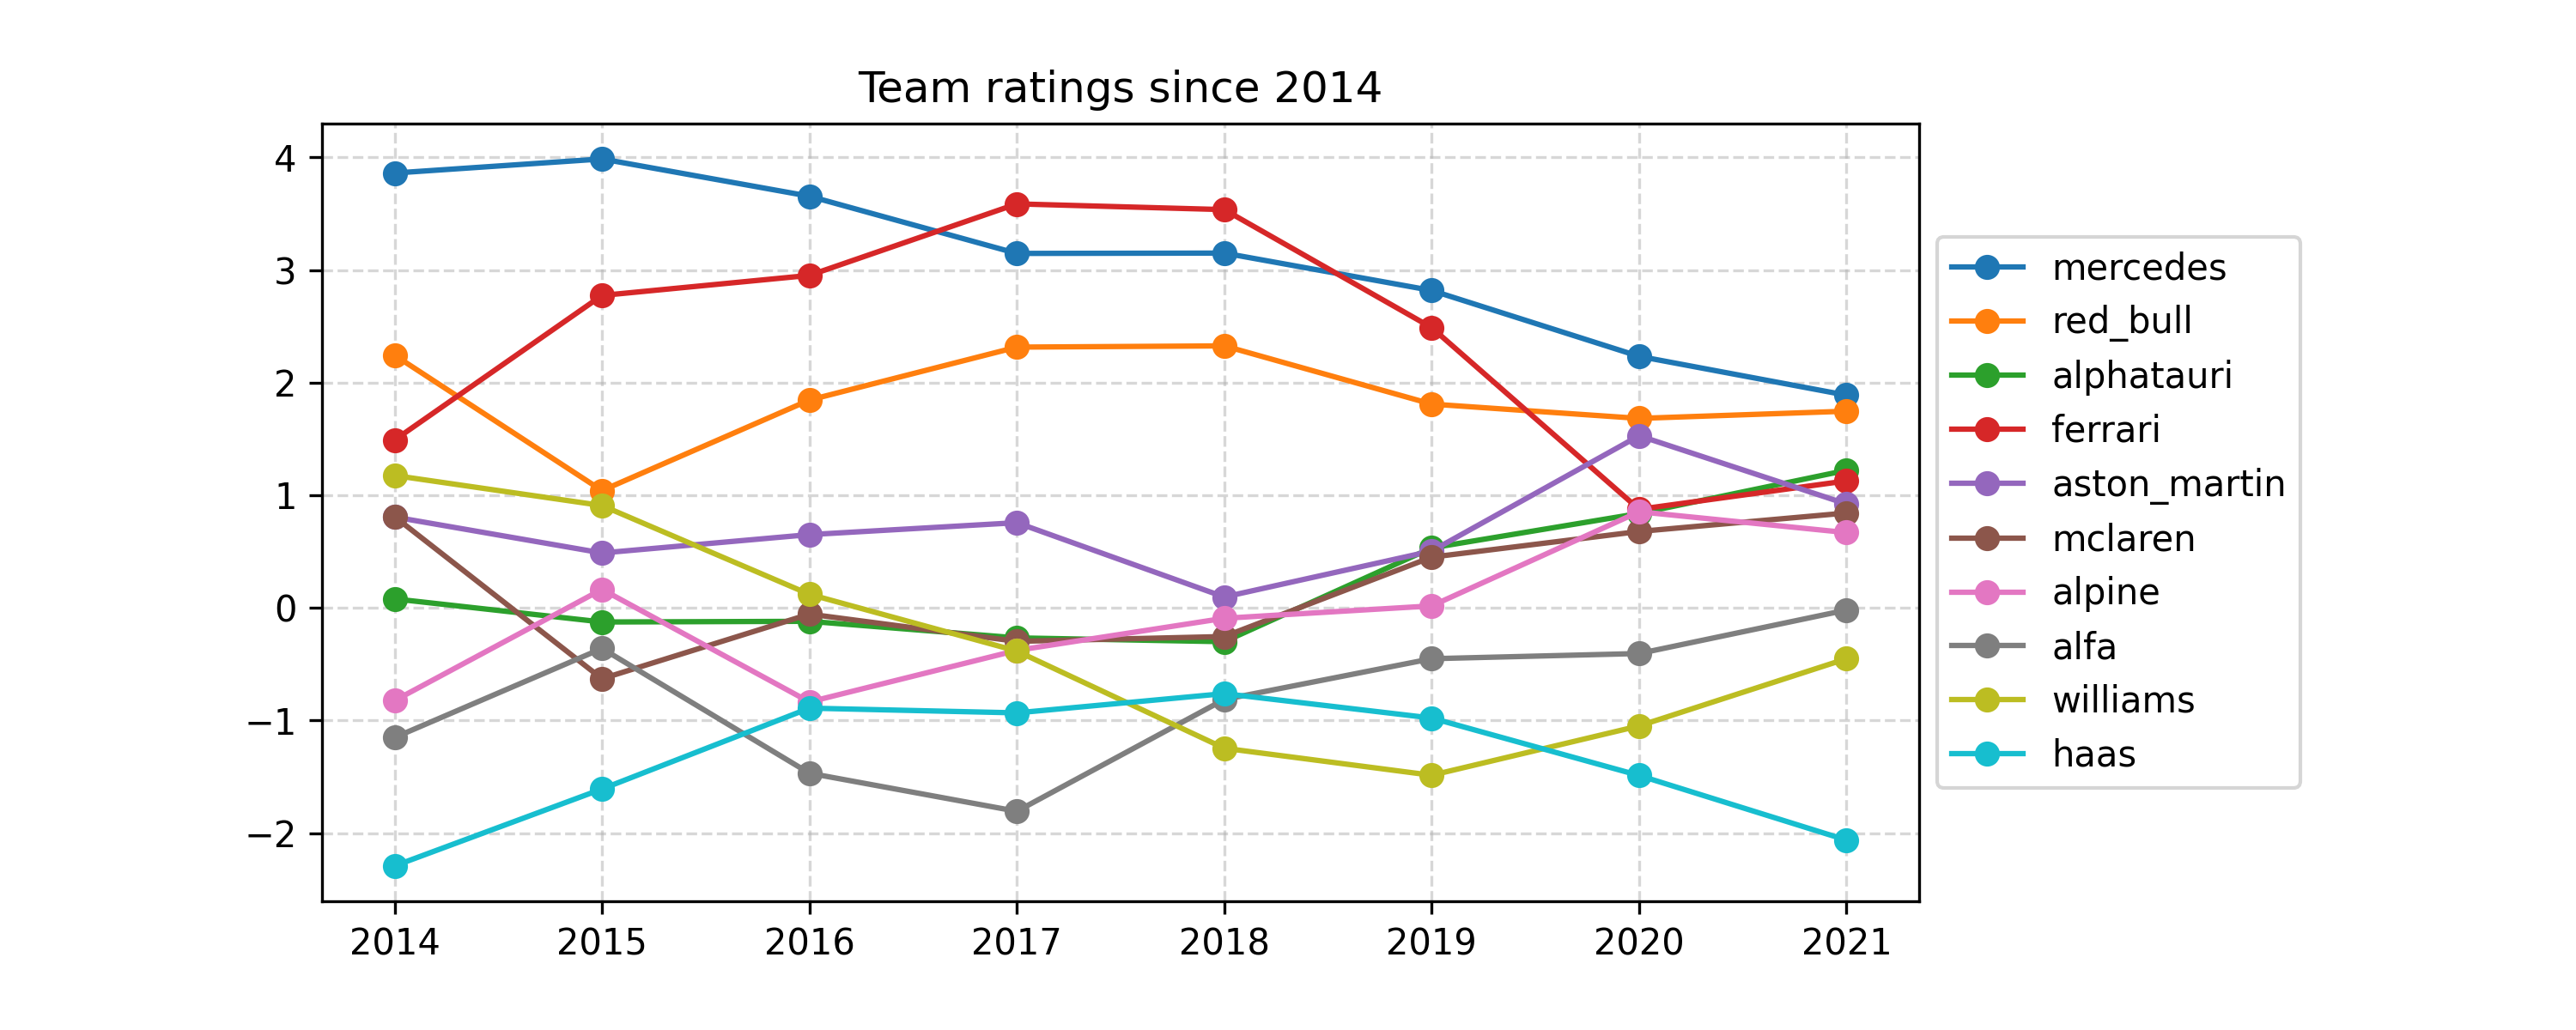 Team ratings since 2014
4
3
2
1
0
−1
−2
2014 2015 2016 2017 2018 2019 2020 2021
mercedes
red_bull
alphatauri
ferrari
aston_martin
mclaren
alpine
alfa
williams
haas